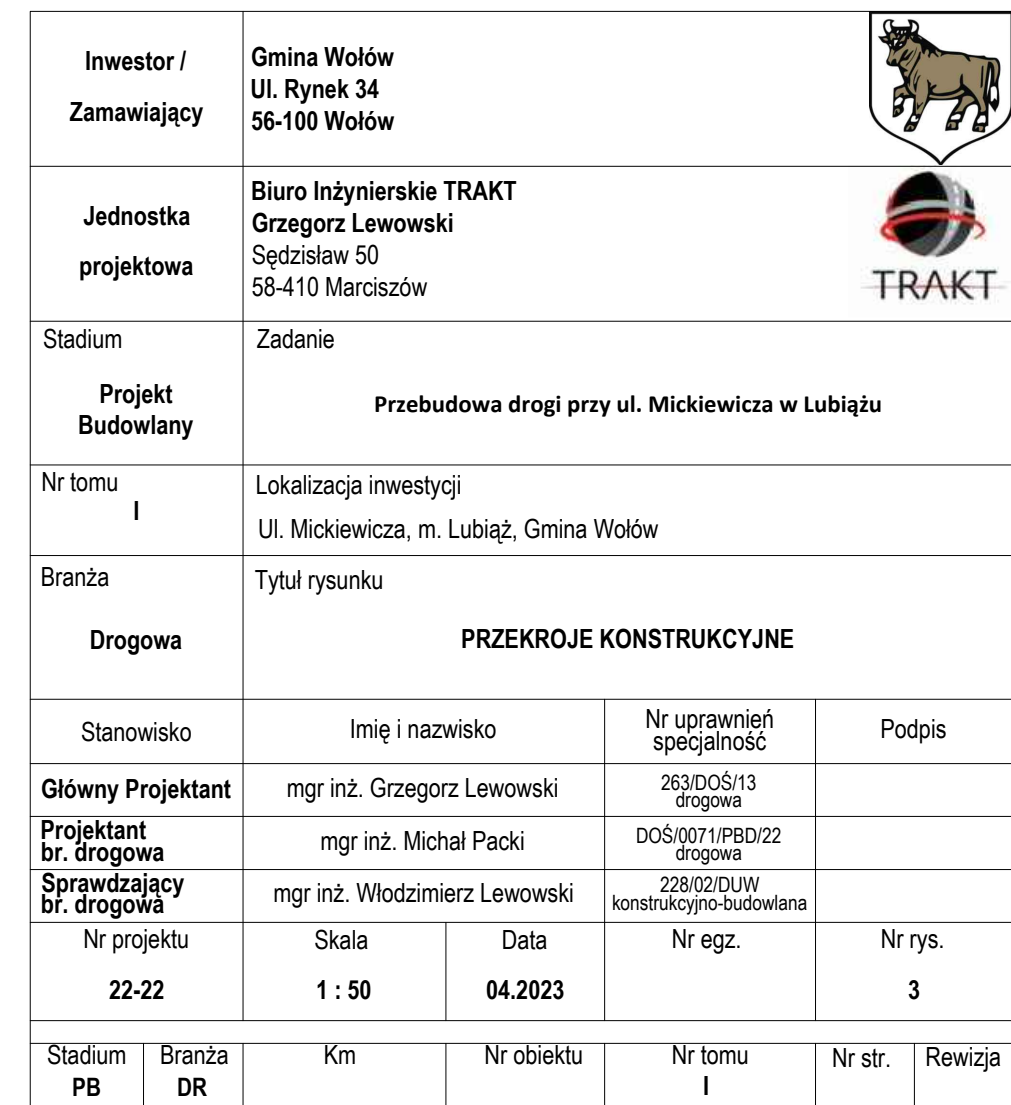 Inwestor /
Zamawiający
Gmina Wołów
Ul. Rynek 34
56-100 Wołów
Jednostka
projektowa
Biuro Inżynierskie TRAKT
Grzegorz Lewowski
Sędzisław 50
58-410 Marciszów
TRAKT
Stadium
Projekt
Budowlany
Zadanie
Przebudowa drogi przy ul. Mickiewicza w Lubiążu
Nr tomu
I
Lokalizacja inwestycji
Ul. Mickiewicza, m. Lubiąż, Gmina Wołów
Branża
Drogowa
Tytuł rysunku
PRZEKROJE KONSTRUKCYJNE
Stanowisko
Imię i nazwisko
Nr uprawnień
specjalność
Podpis
Główny Projektant
mgr inż. Grzegorz Lewowski
263/DOŚ/13
drogowa
Projektant
br. drogowa
mgr inż. Michał Packi
DOŚ/0071/PBD/22
drogowa
Sprawdzający
br. drogowa
mgr inż. Włodzimierz Lewowski
228/02/DUW
konstrukcyjno-budowlana
Nr projektu
22-22
Skala
1 : 50
Data
04.2023
Nr egz.
Nr rys.
3
Stadium
PB
Branża
DR
Km
Nr obiektu
Nr tomu
I
Nr str.
Rewizja